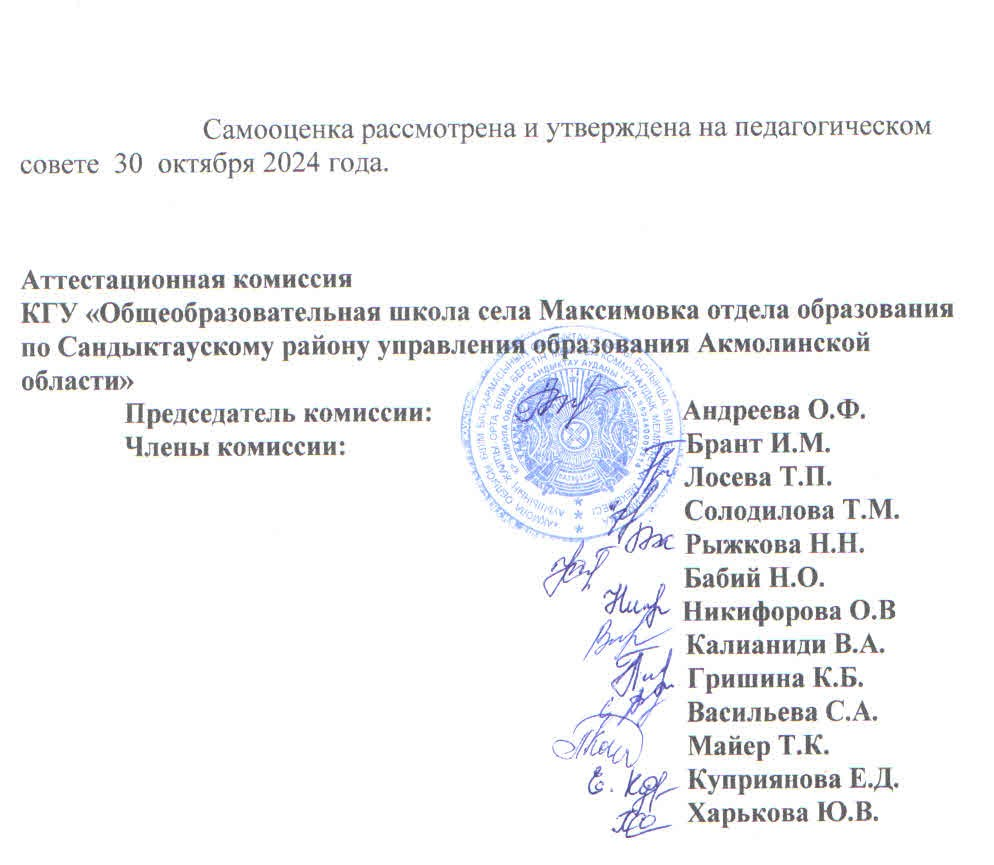 Самооценка рассмотрена и утверждена на педагогическом
совете 30 октября 2024 года.
Аттестационная комиссия
КГУ «Общеобразовательная школа села Максимовка отдела образования
по Сандыктаускому району управления образования Акмолинской
области»
Председатель комиссии: Андреева О.Ф.
Члены комиссии: Брант И.М.
Лосева Т.П.
Солодилова Т.М.
Рыжкова Н.Н.
Бабий Н.О.
Никифорова О.В
Калианиди В.А.
Гришина К.Б.
Васильева С.А.
Майер Т.К.
Куприянова Е.Д.
Харькова Ю.В.